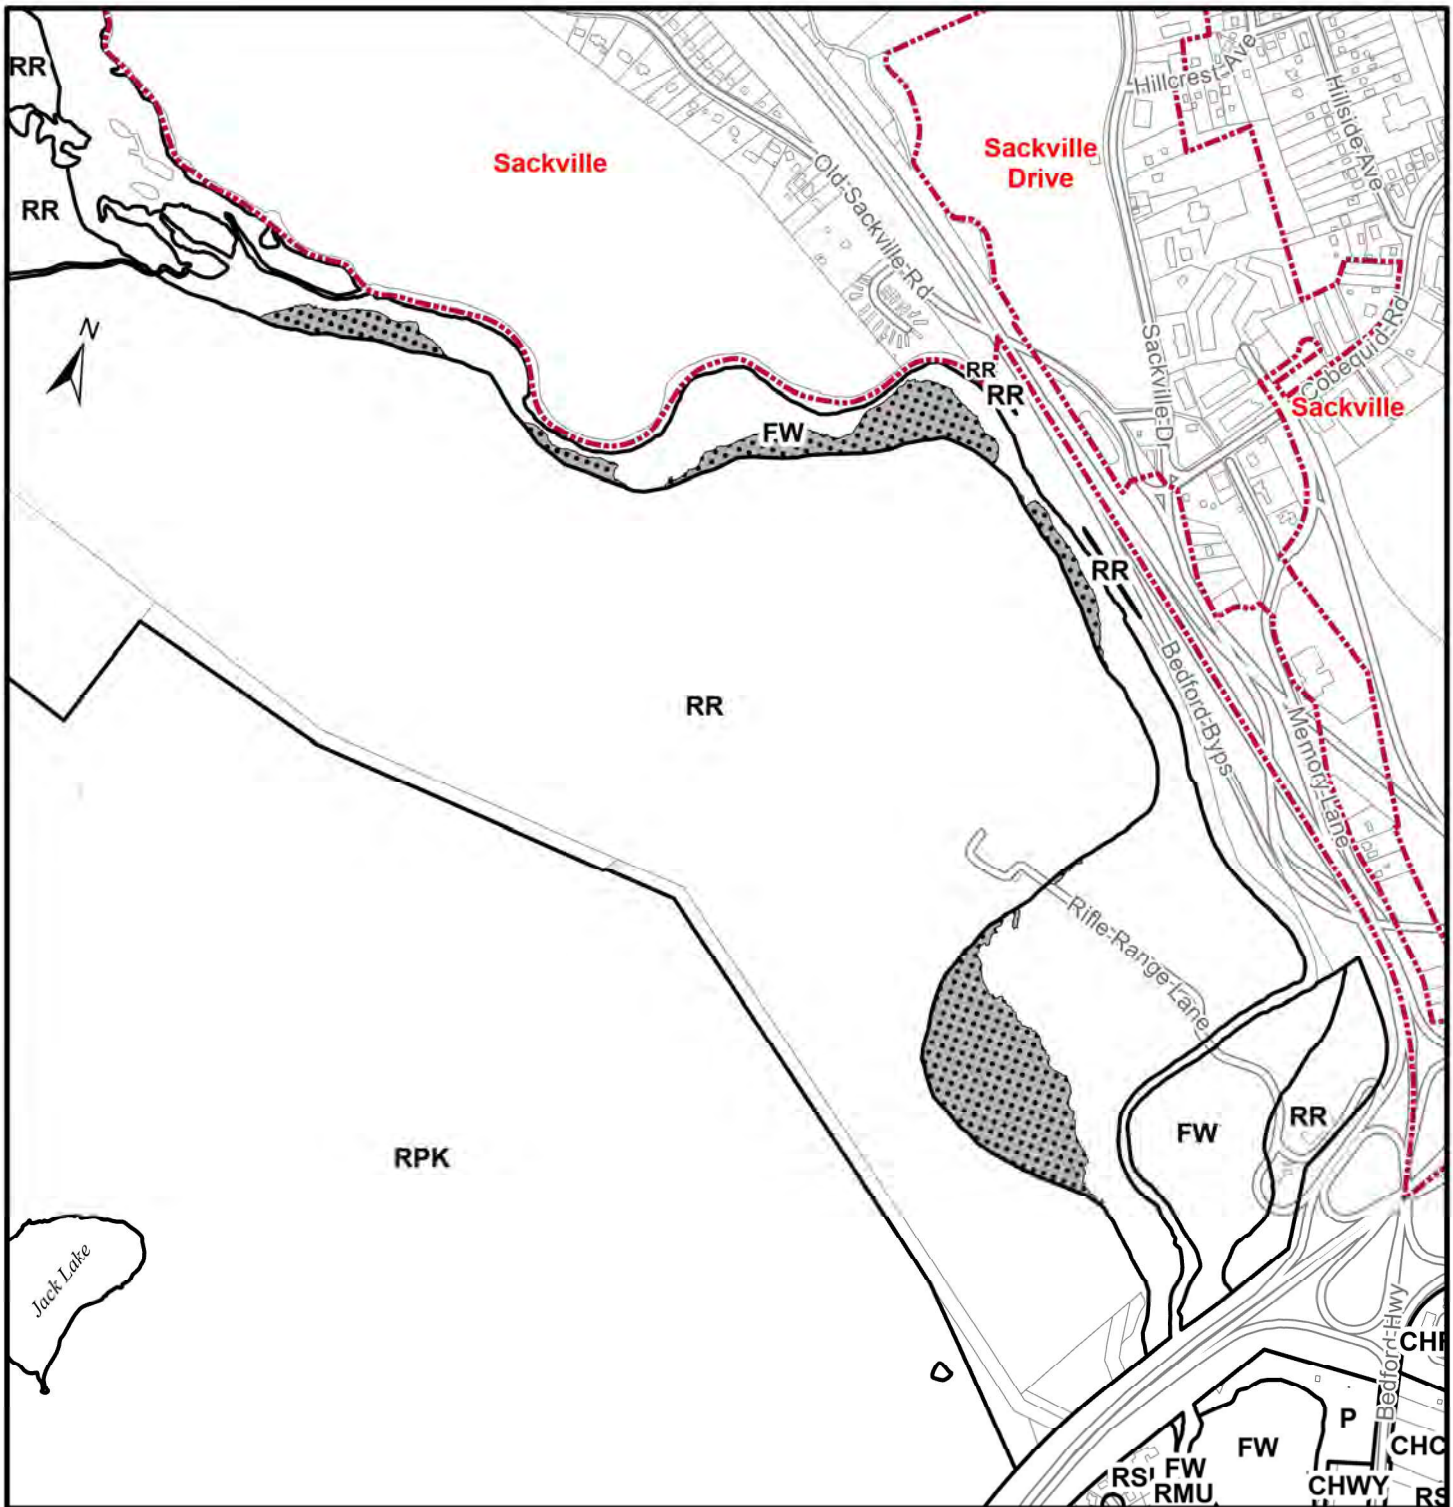 RR
Hillcrest-Ave
Hillside-Ave
Sackville
Sackville
Drive
Old-Sackville-Rd
RR
Sackville-Dr
Cobequid-Rd
N
RR
RR
Sackville
FW
RR
Bedford-Byps
RR
Memory-Lane
Rifle-Range-Lane
RR
FW
RPK
Jack Lake
Bedford-Hwy
P
CHC
FW
FW
RMU
CHWY